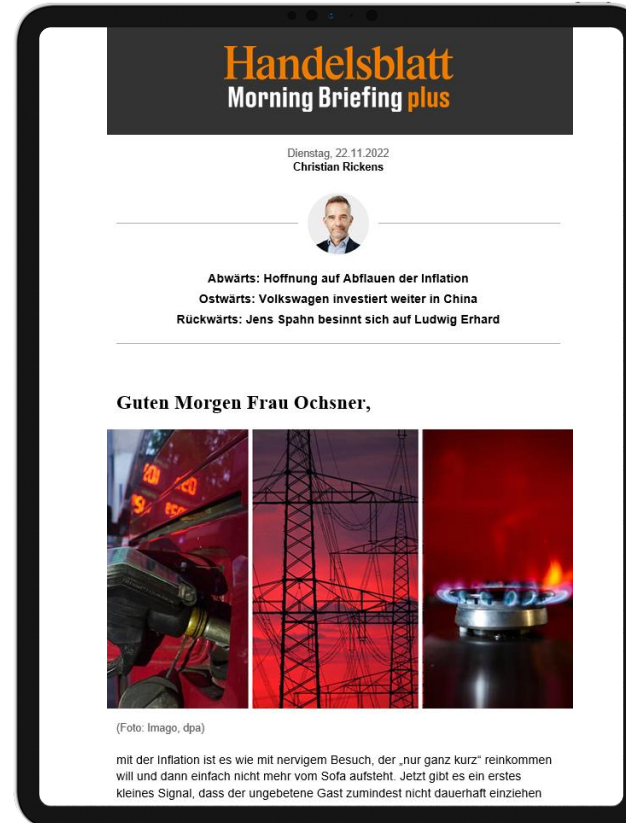 Handelsblatt
Morning Briefing plus
Dienstag, 22.11.2022
Christian Rickens
Abwärts: Hoffnung auf Abflauen der Inflation
Ostwärts: Volkswagen investiert weiter in China
Rückwärts: Jens Spahn besinnt sich auf Ludwig Erhard
Guten Morgen Frau Ochsner,
(Foto: Imago, dpa)
mit der Inflation ist es wie mit nervigem Besuch, der „nur ganz kurz“ reinkommen
will und dann einfach nicht mehr vom Sofa aufsteht. Jetzt gibt es ein erstes
kleines Signal, dass der ungebetene Gast zumindest nicht dauerhaft einziehen